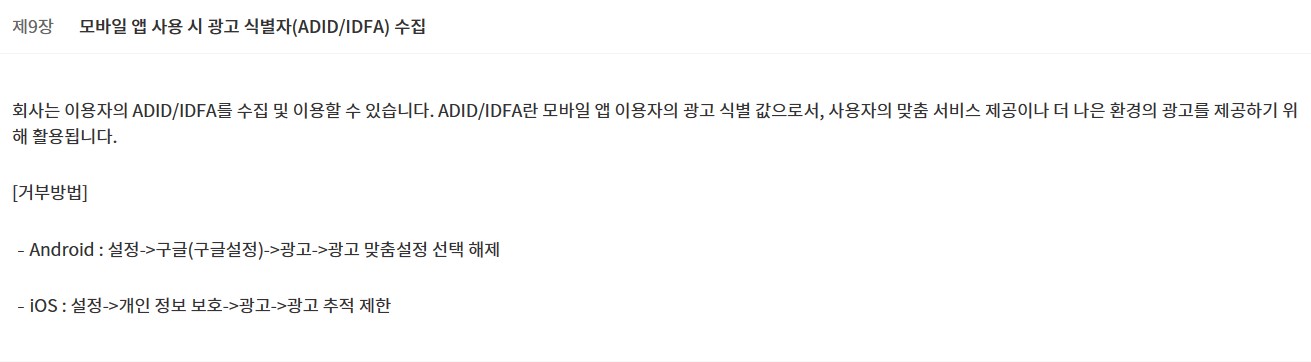 제9장 모바일 앱 사용 시 광고 식별자(ADID/IDFA) 수집
회사는 이용자의 ADID/IDFA를 수집 및 이용할 수 있습니다. ADID/IDFA란 모바일 앱 이용자의 광고 식별 값으로서, 사용자의 맞춤 서비스 제공이나 더 나은 환경의 광고를 제공하기 위
해 활용됩니다.
[거부방법]
- Android : 설정->구글(구글설정)->광고->광고 맞춤설정 선택 해제
- iOS : 설정->개인 정보 보호->광고->광고 추적 제한